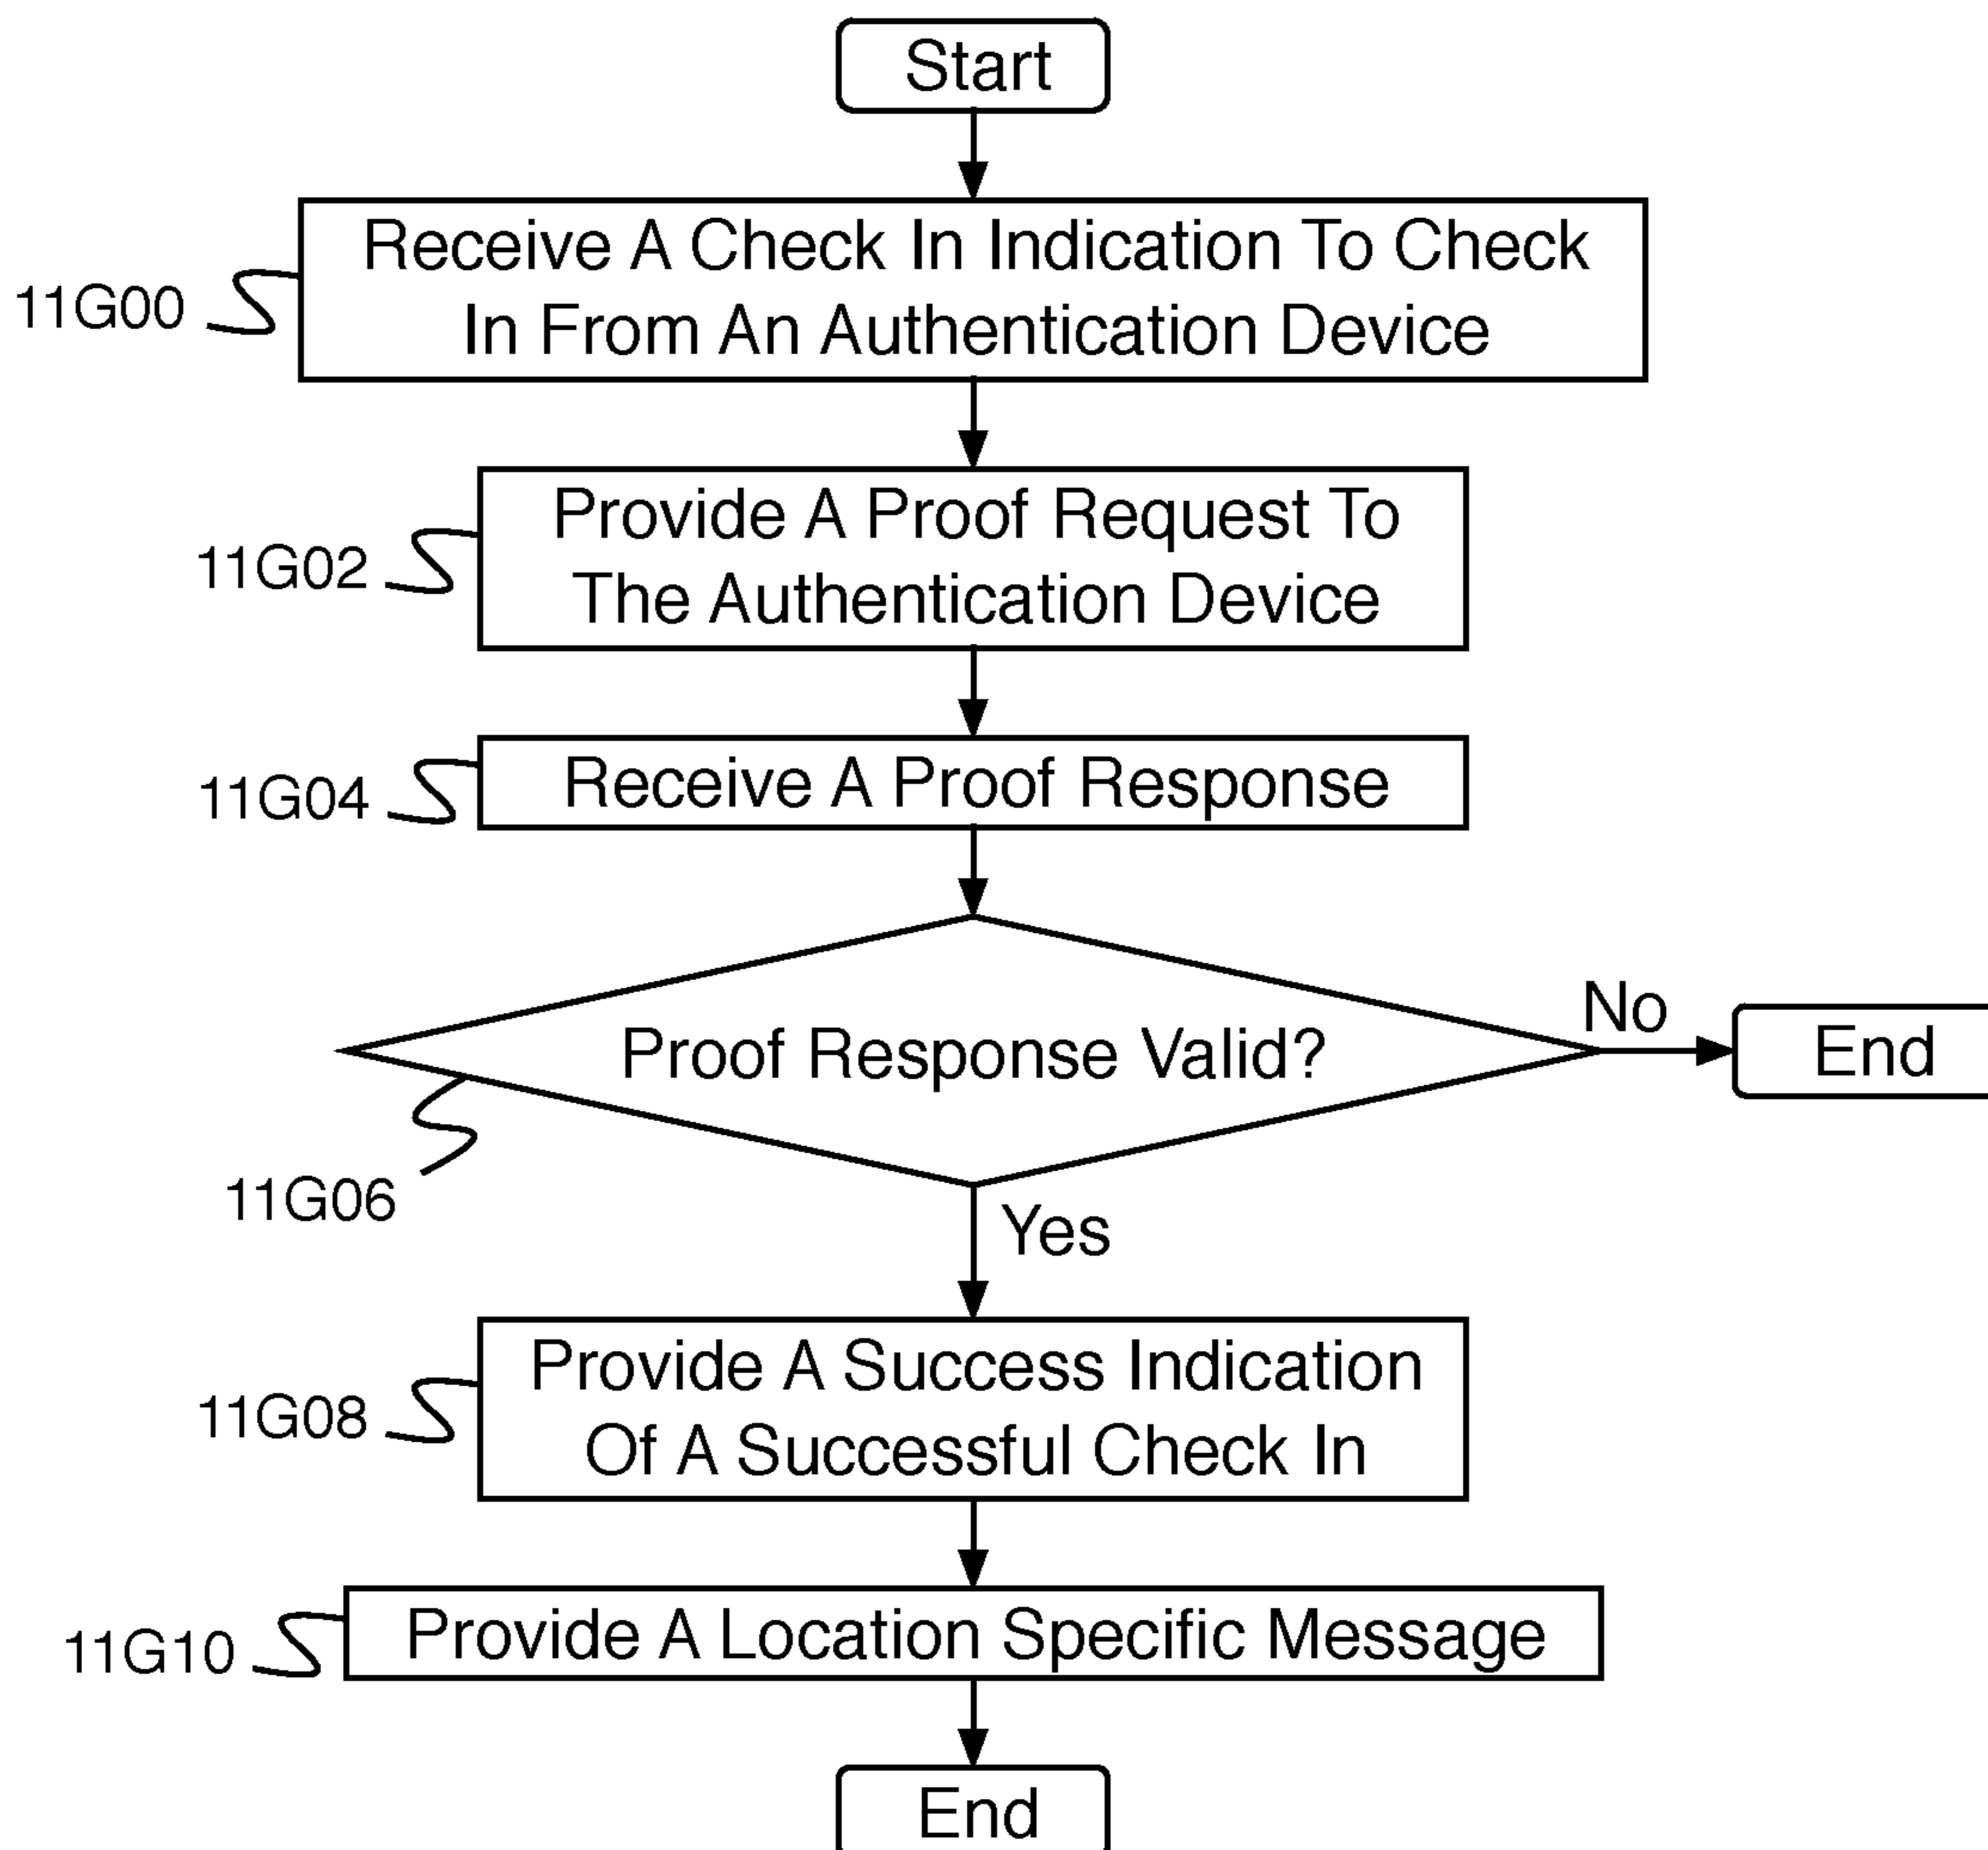 Start
Receive A Check In Indication To Check
In From An Authentication Device
11G00
Provide A Proof Request To
The Authentication Device
11G02
Receive A Proof Response
11G04
Proof Response Valid?
No
End
11G06
Yes
Provide A Success Indication
Of A Successful Check In
11G08
Provide A Location Specific Message
11G10
End